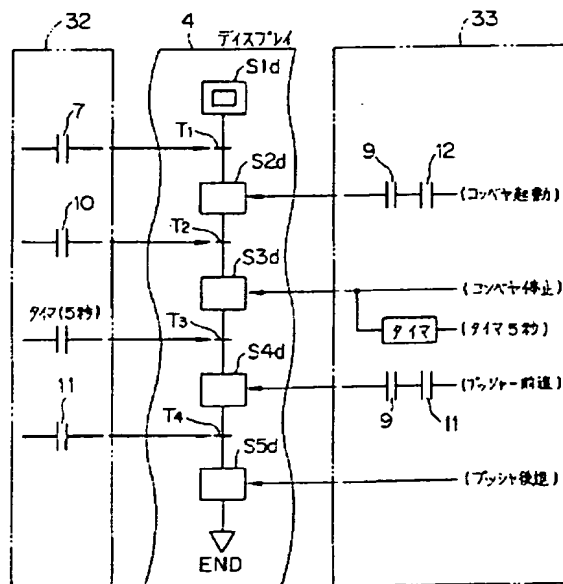 32
4
ディスプレイ
33
S1d
7
T1
S2d
9
12
(コンベヤ起動)
10
T2
S3d
(コンベヤ停止)
タイマ(5秒)
T3
タイマ
(タイマ5秒)
S4d
(プッシャー前進)
9
11
11
T4
S5d
(プッシャ後退)
END